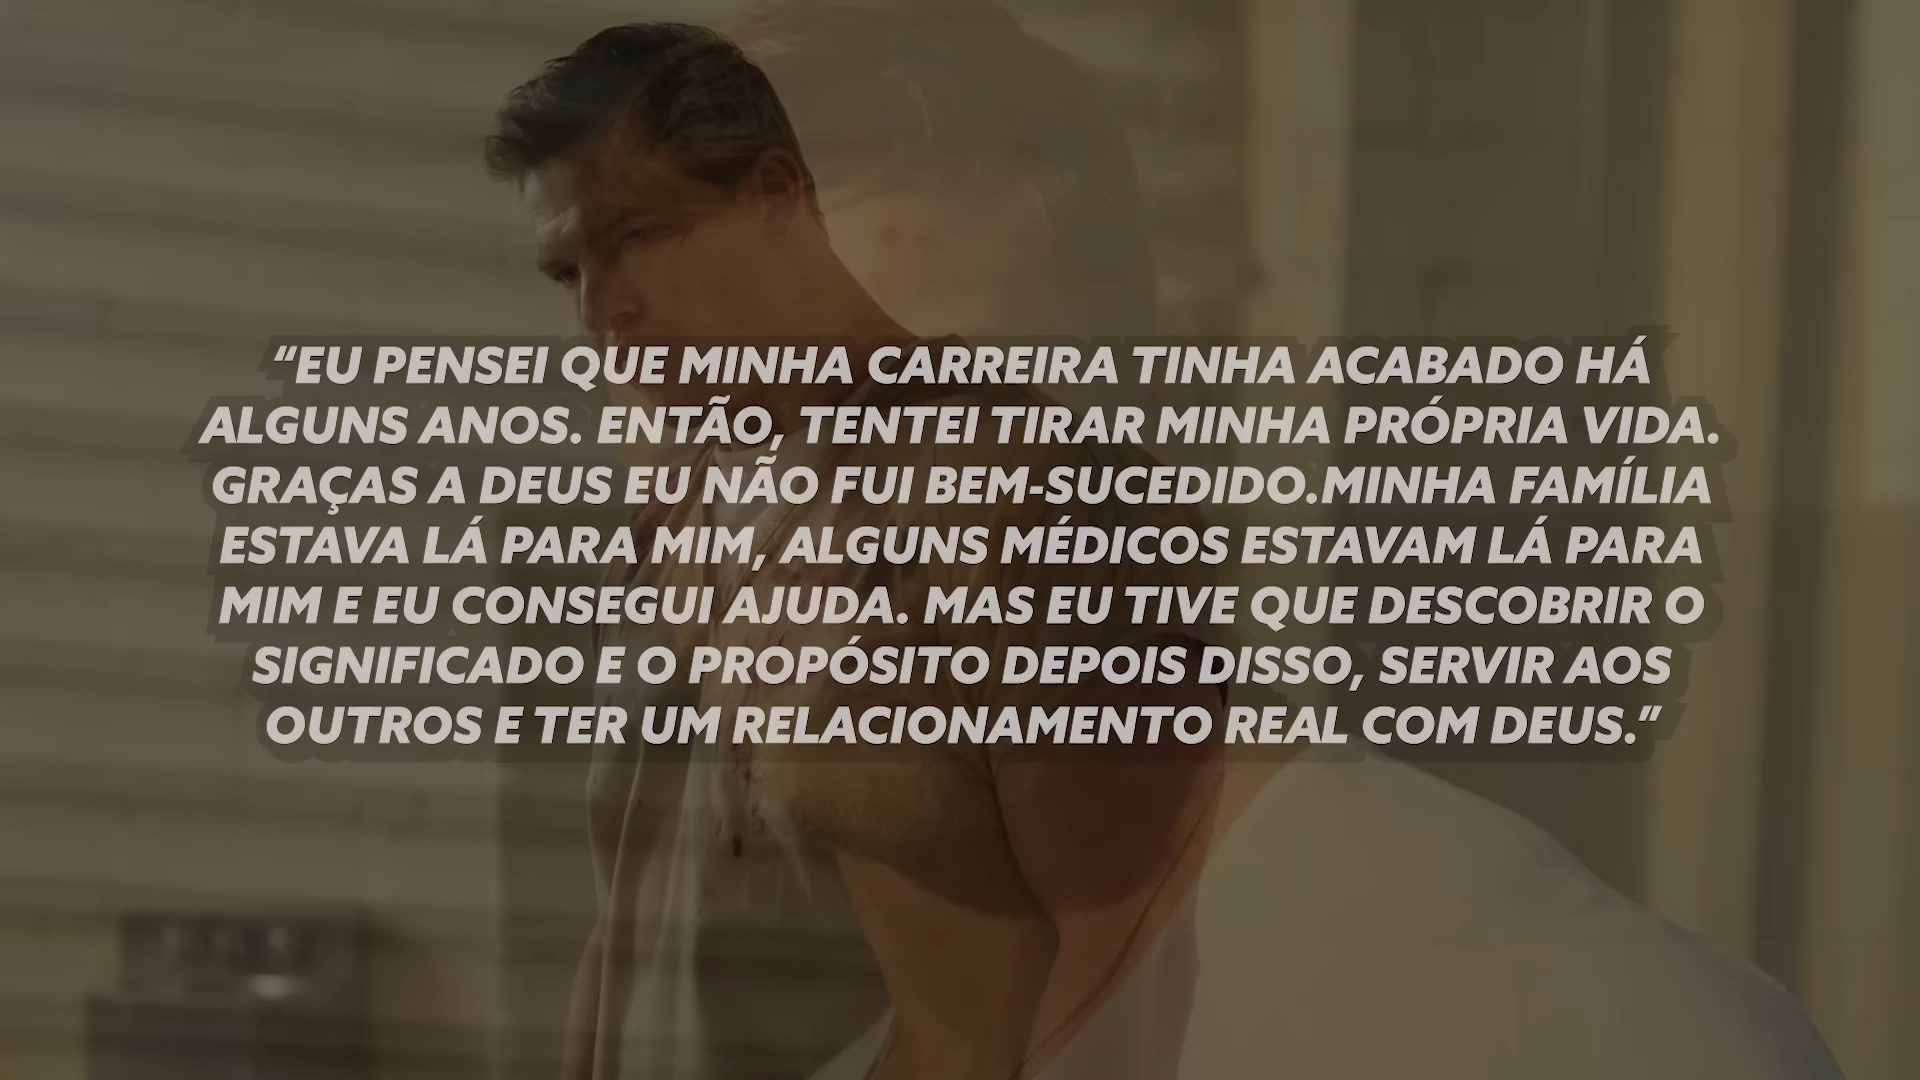 “EU PENSEI QUE MINHA CARREIRA TINHA ACABADO HÁ
ALGUNS ANOS. ENTÃO, TENTEI TIRAR MINHA PRÓPRIA VIDA.
GRAÇAS A DEUS EU NÃO FUI BEM-SUCEDIDO.MINHA FAMÍLIA
ESTAVA LÁ PARA MIM, ALGUNS MÉDICOS ESTAVAM LÁ PARA
MIM E EU CONSEGUI AJUDA. MAS EU TIVE QUE DESCOBRIR O
SIGNIFICADO E O PROPÓSITO DEPOIS DISSO, SERVIR AOS
OUTROS E TER UM RELACIONAMENTO REAL COM DEUS.”